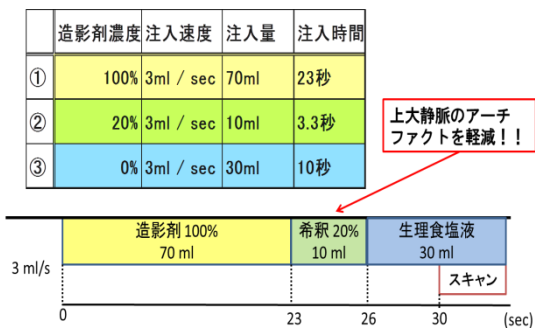 造影剤濃度 注入速度 注入量 注入時間
① 100% 3ml / sec 70ml 23秒
② 20% 3ml / sec 10ml 3.3秒
③ 0% 3ml / sec 30ml 10秒
上大静脈のアーチ
ファクトを軽減！！
造影剤 100% 希釈 20% 生理食塩液
3 ml/s 70 ml 10 ml 30 ml
スキャン
0 23 26 30 (sec)